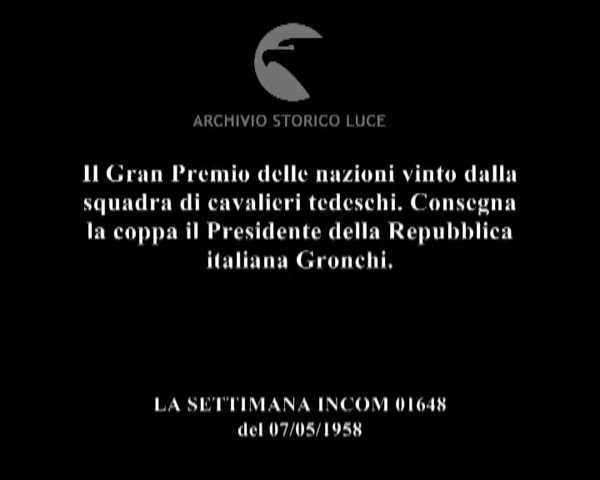 ARCHIVIO STORICO LUCE
Il Gran Premio delle nazioni vinto dalla
squadra di cavalieri tedeschi. Consegna
la coppa il Presidente della Repubblica
italiana Gronchi.
LA SETTIMANA INCOM 01648
del 07/05/1958